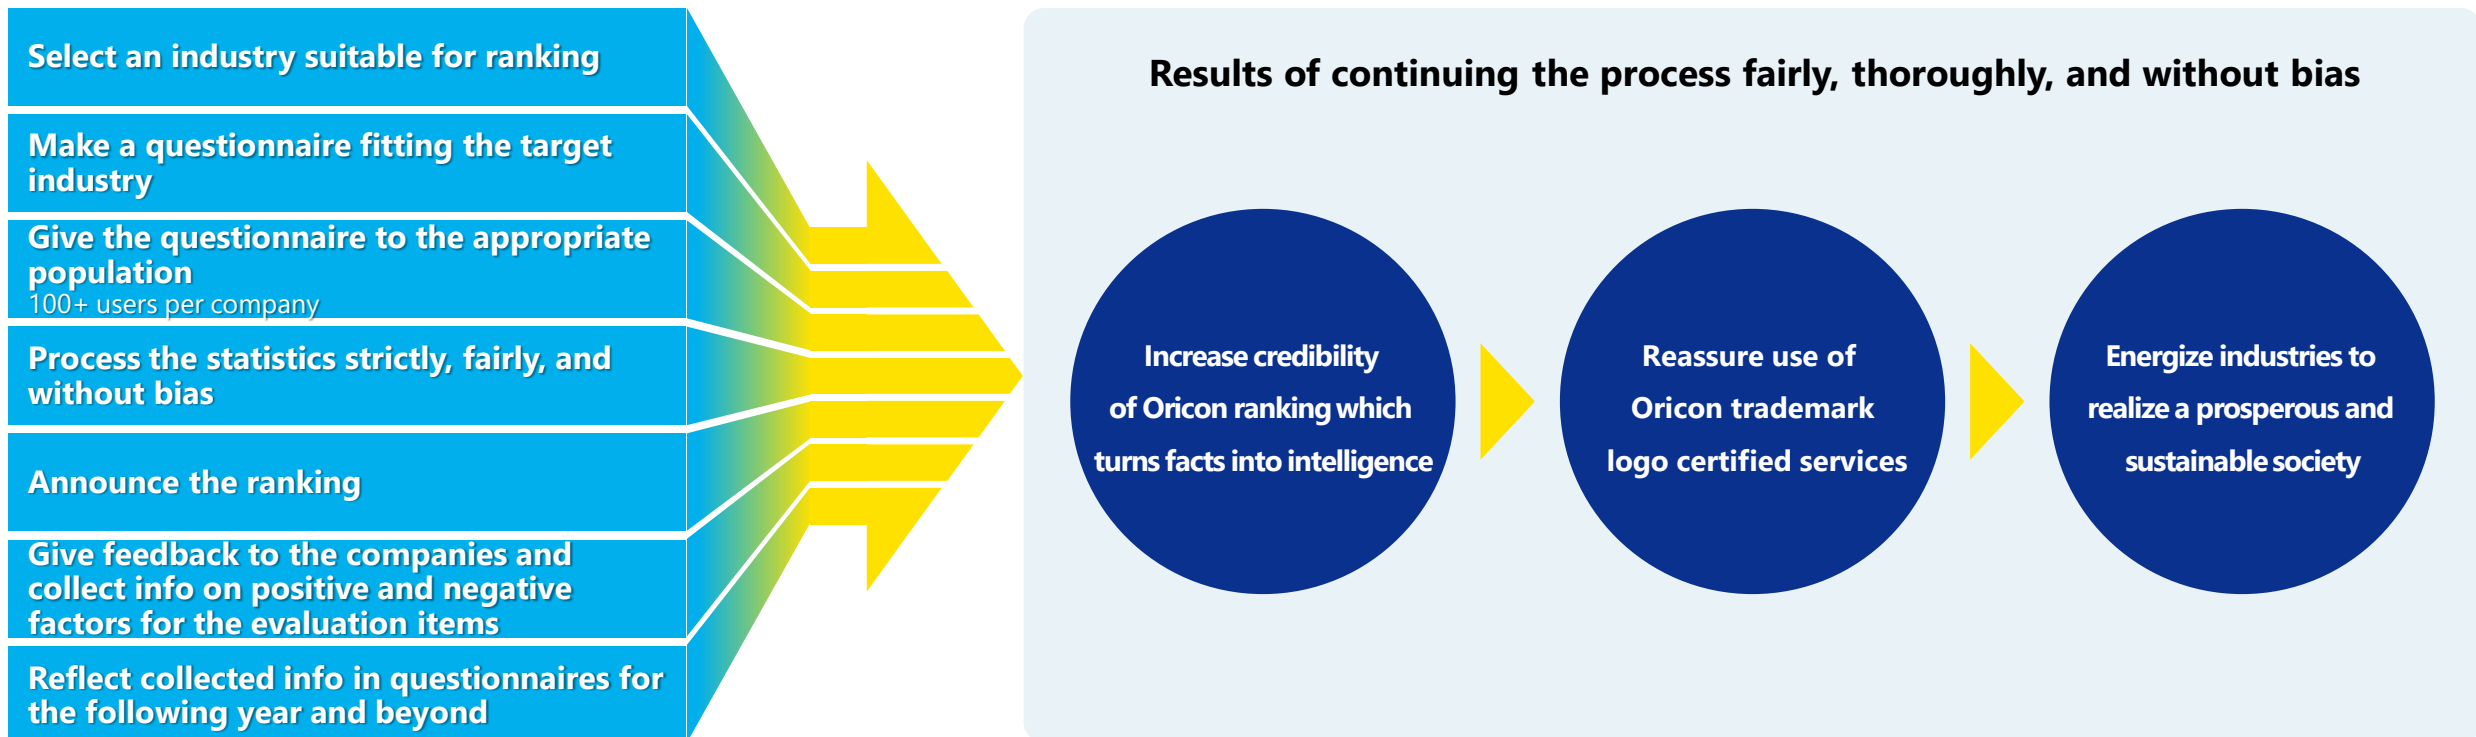 Select an industry suitable for ranking
Make a questionnaire fitting the target
industry
Give the questionnaire to the appropriate
population
100+ users per company
Process the statistics strictly, fairly, and
without bias
Announce the ranking
Give feedback to the companies and
collect info on positive and negative
factors for the evaluation items
Reflect collected info in questionnaires for
the following year and beyond
Results of continuing the process fairly, thoroughly, and without bias
Increase credibility
of Oricon ranking which
turns facts into intelligence
Reassure use of
Oricon trademark
logo certified services
Energize industries to
realize a prosperous and
sustainable society